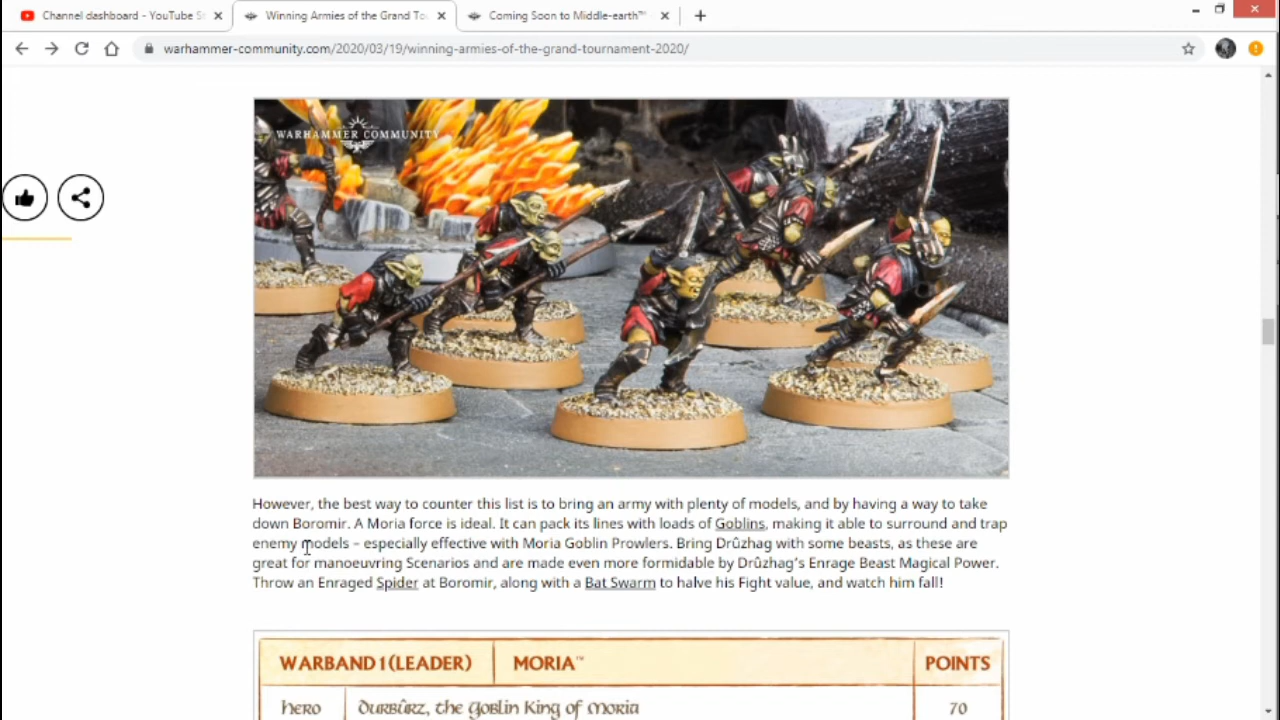 Channel dashboard - YouTube S
Winning Armies of the Grand To
Coming Soon to Middle-earth™
warhammer-community.com/2020/03/19/winning-armies-of-the-grand-tournament-2020/
WARHAMMER COMMUNITY
However, the best way to counter this list is to bring an army with plenty of models, and by having a way to take
down Boromir. A Moria force is ideal. It can pack its lines with loads of Goblins, making it able to surround and trap
enemy models – especially effective with Moria Goblin Prowlers. Bring Drûzhag with some beasts, as these are
great for manoeuvring Scenarios and are made even more formidable by Drûzhag's Enrage Beast Magical Power.
Throw an Enraged Spider at Boromir, along with a Bat Swarm to halve his Fight value, and watch him fall!
WARBAND 1 (LEADER) MORIA™ POINTS
hero Durbûrz, the Goblin King of Moria 70